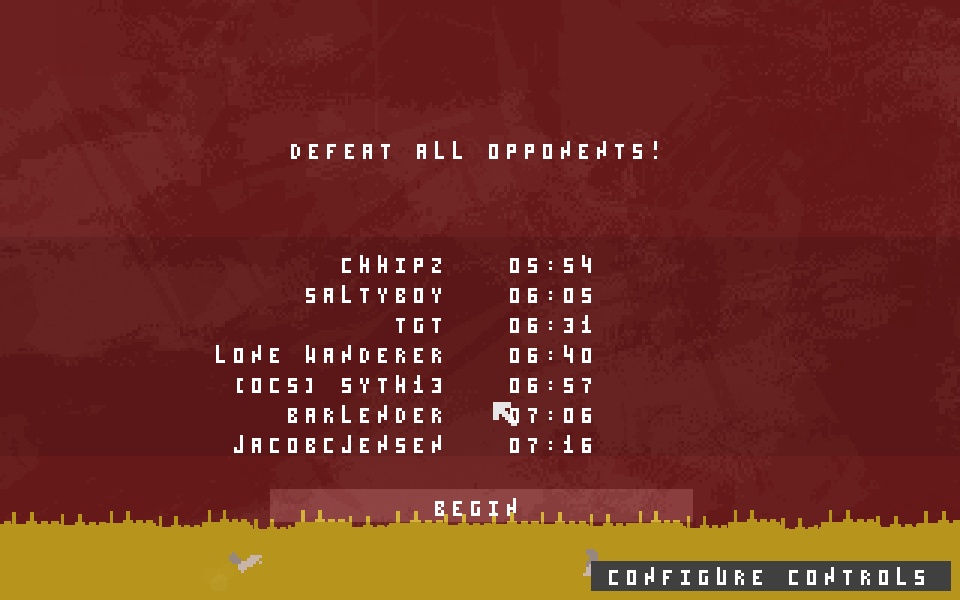 DEFEAT ALL OPPONENTS!
CHHIPZ 05:54
SALTYBOY 06:05
TGT 06:31
LONE WANDERER 06:40
[OCS] SYTH13 06:57
BARLENDER 07:06
JACOBCJENSEN 07:16
BEGIN
CONFIGURE CONTROLS